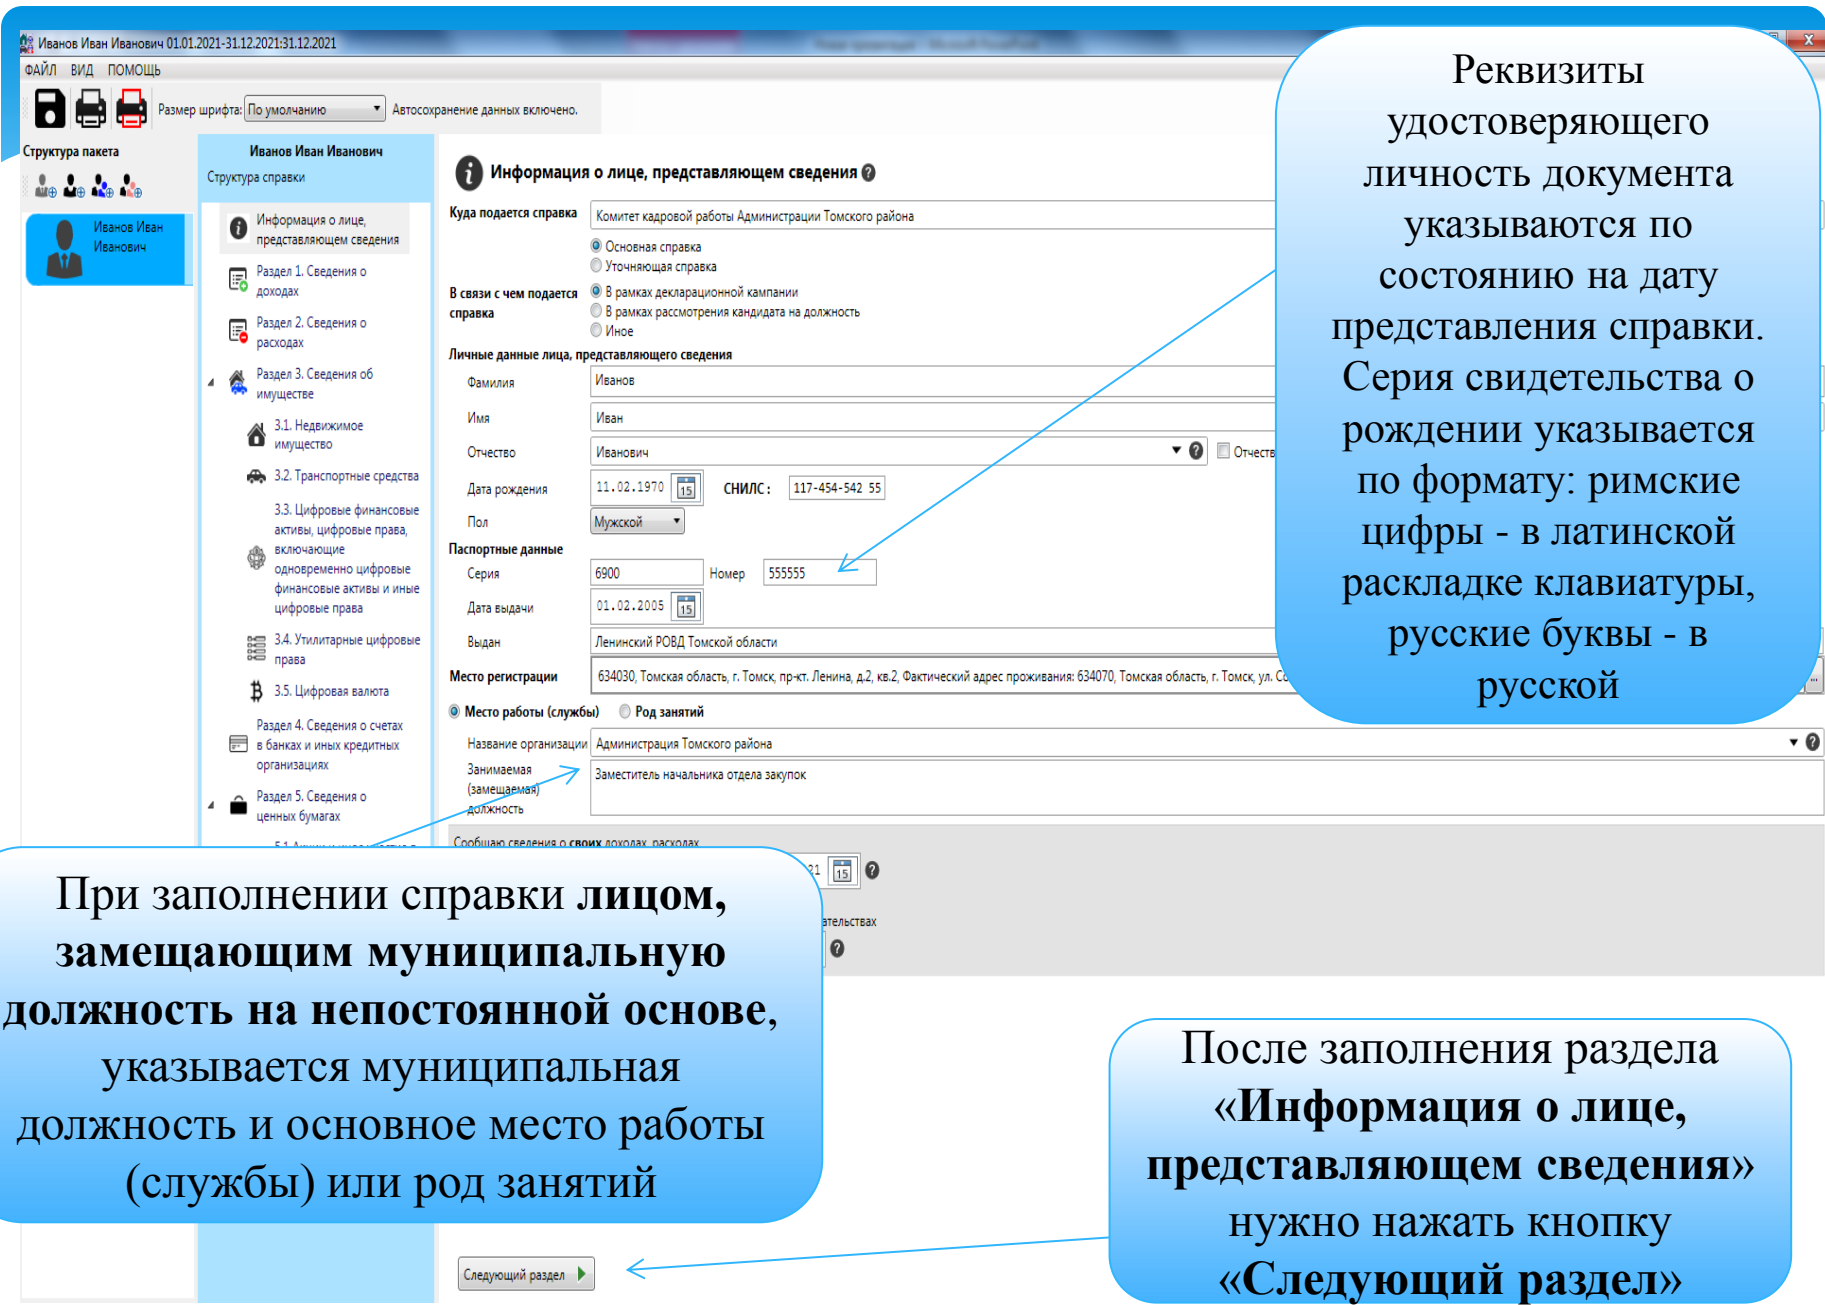 Иванов Иван Иванович 01.01.2021-31.12.2021:31.12.2021
ФАЙЛ ВИД ПОМОЩЬ
Размер шрифта: По умолчанию Автосохранение данных включено.
Структура пакета
Иванов Иван
Иванович
Иванов Иван Иванович
Структура справки
Информация о лице,
представляющем сведения
Раздел 1. Сведения о
доходах
Раздел 2. Сведения о
расходах
Раздел 3. Сведения об
имуществе
3.1. Недвижимое
имущество
3.2. Транспортные средства
3.3. Цифровые финансовые
активы, цифровые права,
включающие
одновременно цифровые
финансовые активы и иные
цифровые права
3.4. Утилитарные цифровые
права
3.5. Цифровая валюта
Раздел 4. Сведения о счетах
в банках и иных кредитных
организациях
Раздел 5. Сведения о
ценных бумагах
Информация о лице, представляющем сведения
Куда подается справка Комитет кадровой работы Администрации Томского района
Основная справка
Уточняющая справка
В связи с чем подается
справка
В рамках декларационной кампании
В рамках рассмотрения кандидата на должность
Иное
Личные данные лица, представляющего сведения
Фамилия Иванов
Имя Иван
Отчество Иванович
Дата рождения 11.02.1970 15 СНИЛС : 117-454-542 55
Пол Мужской
Паспортные данные
Серия 6900 Номер 555555
Дата выдачи 01.02.2005 15
Выдан Ленинский РОВД Томской области
Место регистрации 634030, Томская область, г. Томск, пр-кт. Ленина, д.2, кв.2, Фактический адрес проживания: 634070, Томская область, г. Томск, ул.
Место работы (службы) Род занятий
Название организации Администрация Томского района
Занимаемая
(замещаемая)
должность
Заместитель начальника отдела закупок
Сообщаю сведения о своих доходах, расходах
21 15
Следующий раздел
Реквизиты
удостоверяющего
личность документа
указываются по
состоянию на дату
представления справки.
Серия свидетельства о
рождении указывается
по формату: римские
цифры - в латинской
раскладке клавиатуры,
русские буквы - в
русской
При заполнении справки лицом,
замещающим муниципальную
должность на непостоянной основе,
указывается муниципальная
должность и основное место работы
(службы) или род занятий
После заполнения раздела
«Информация о лице,
представляющем сведения»
нужно нажать кнопку
«Следующий раздел»